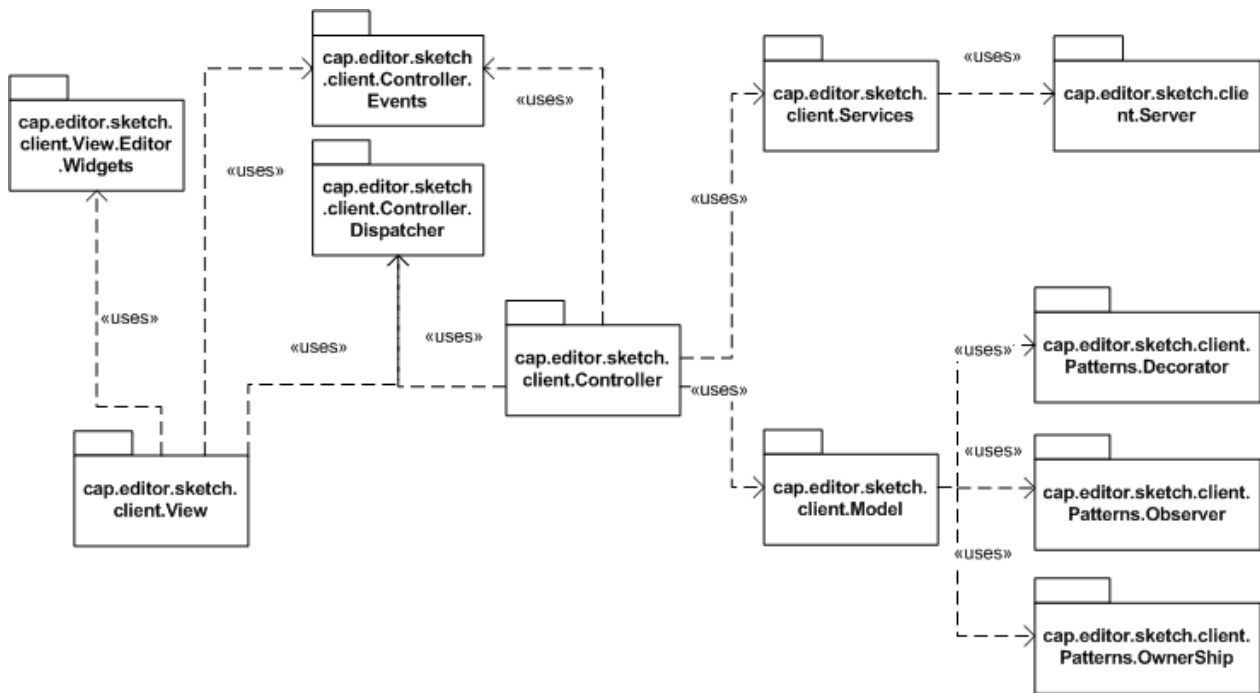 cap.editor.sketch
.client.Controller.
Events
cap.editor.sketch.
client.View.Editor
.Widgets
«uses»
cap.editor.sketch.
client.Services
«uses»
cap.editor.sketch.clie
nt.Server
«uses»
cap.editor.sketch
.client.Controller.
Dispatcher
«uses»
«uses»
«uses»
«uses»
cap.editor.sketch.
client.Controller
«uses»
«uses»
cap.editor.sketch.client.
Patterns.Decorator
cap.editor.sketch.
client.View
cap.editor.sketch.
client.Model
«uses»
«uses»
cap.editor.sketch.client.
Patterns.Observer
«uses»
cap.editor.sketch.client.
Patterns.OwnerShip